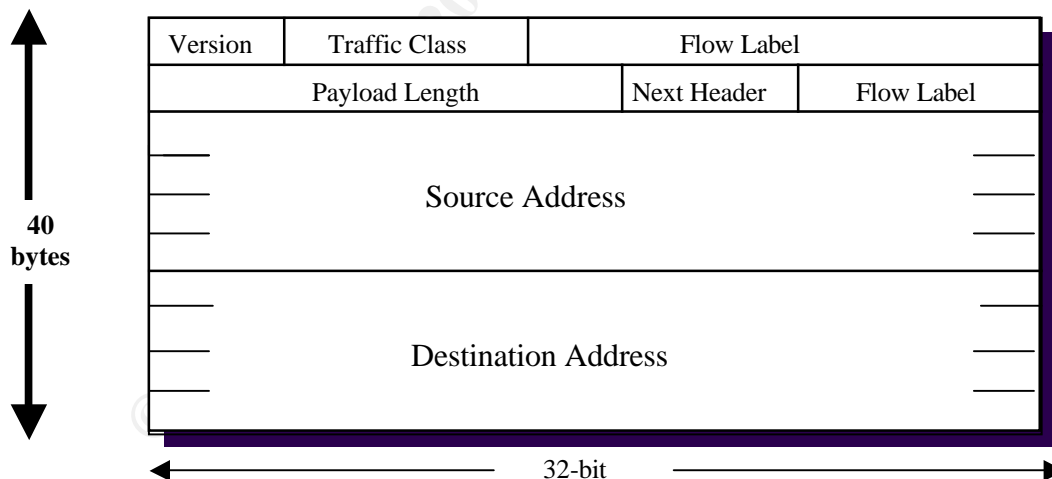 Version Traffic Class Flow Label
Payload Length Next Header Flow Label
Source Address
40
bytes
Destination Address
32-bit